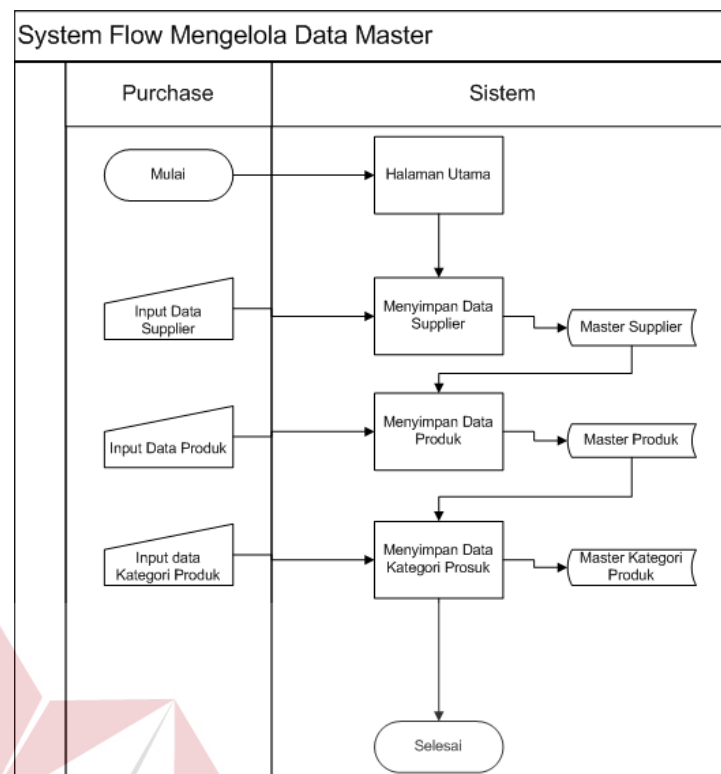 System Flow Mengelola Data Master
Purchase
Sistem
Mulai
Halaman Utama
Input Data
Supplier
Menyimpan Data
Supplier
Master Supplier
Input Data Produk
Menyimpan Data
Produk
Master Produk
Input data
Kategori Produk
Menyimpan Data
Kategori Prosuk
Master Kategori
Produk
Selesai